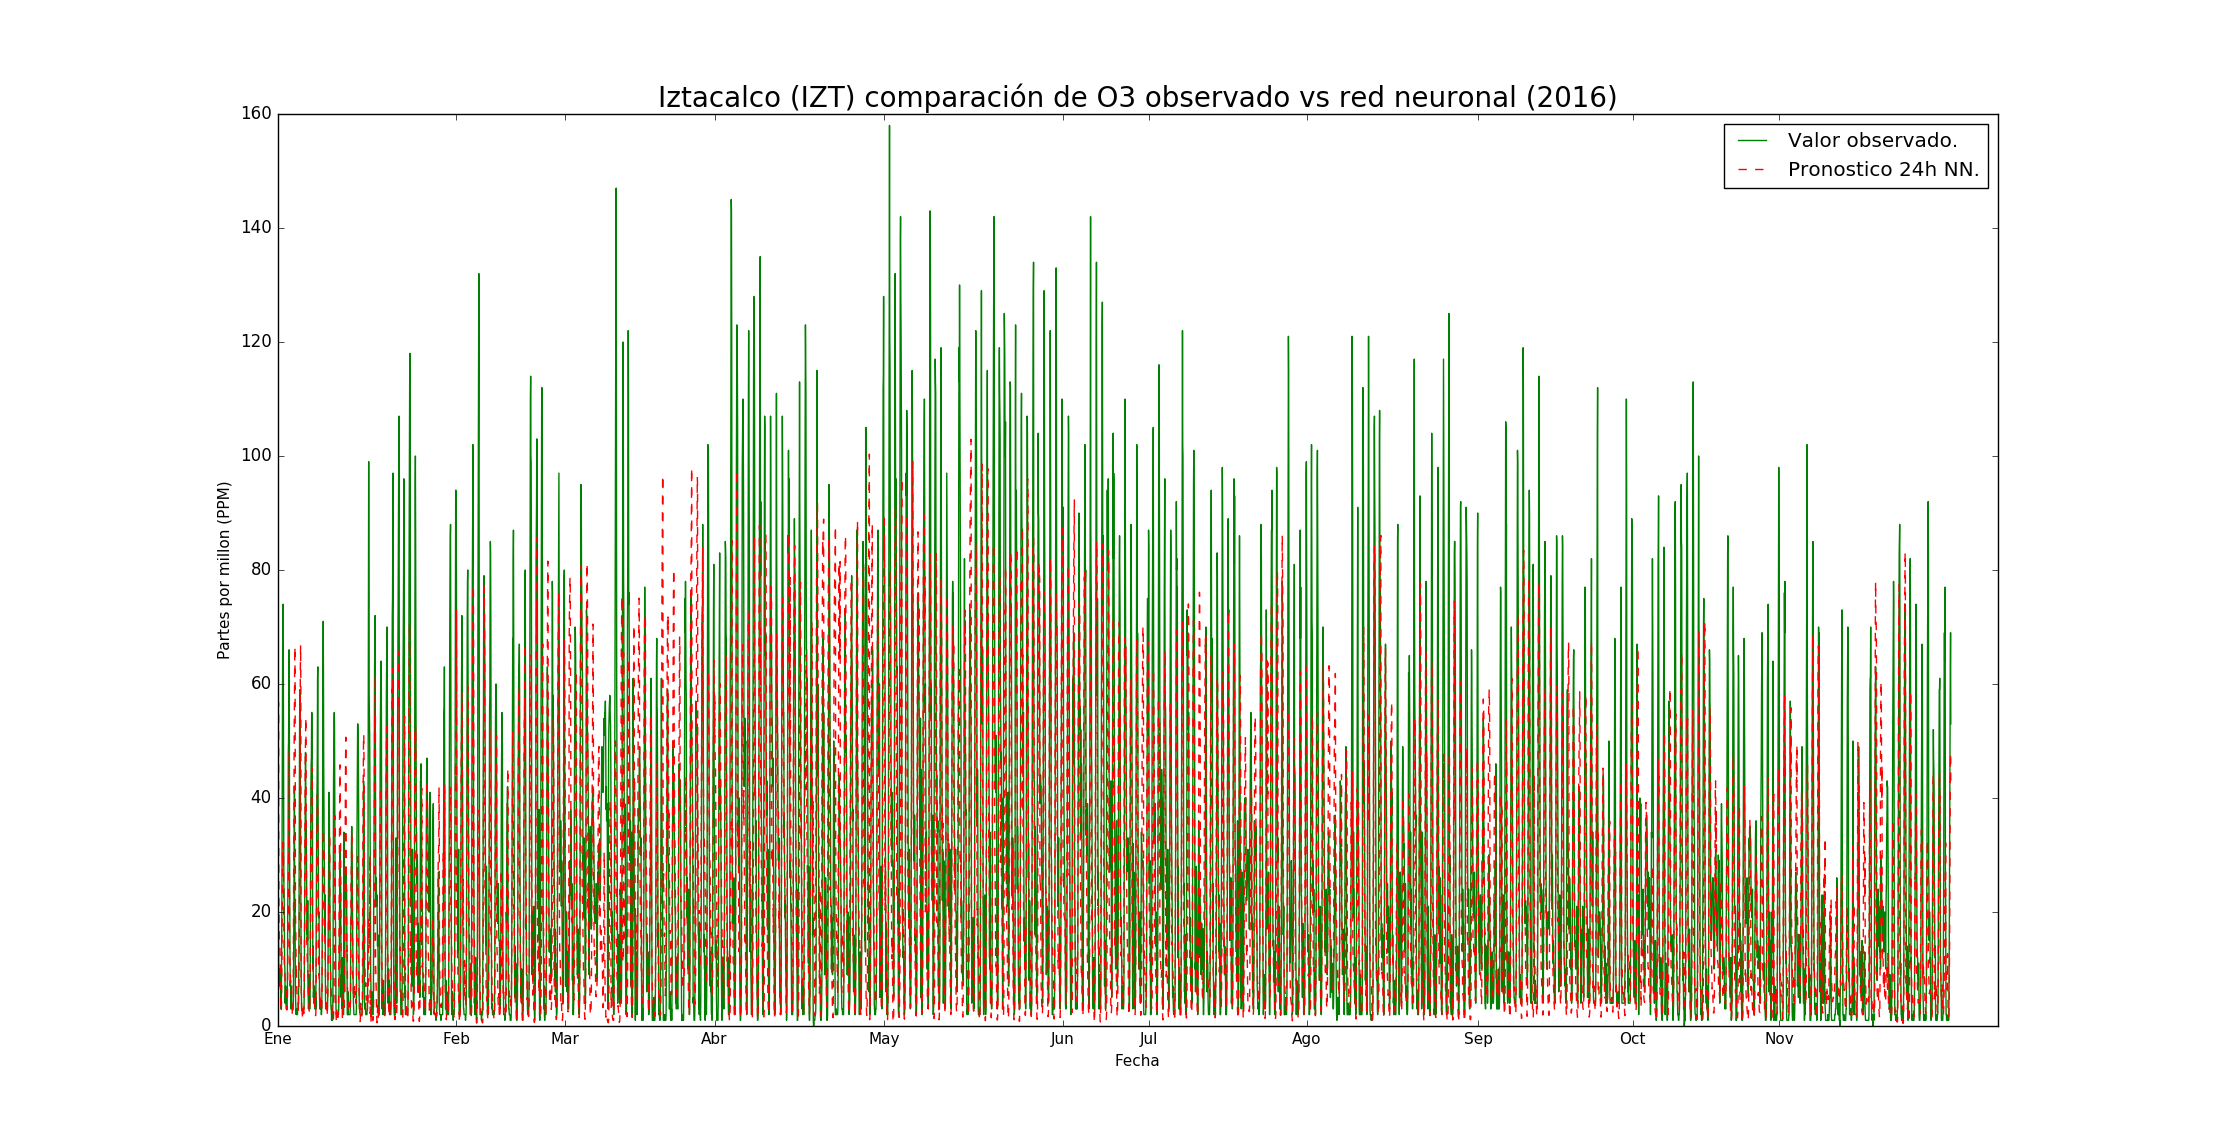 Iztacalco (IZT) comparación de O3 observado vs red neuronal (2016)
Valor observado.
Pronostico 24h NN.
160
140
120
100
80
60
40
20
0
Partes por millon (PPM)
Ene Feb Mar Abr May Jun Jul Ago Sep Oct Nov
Fecha